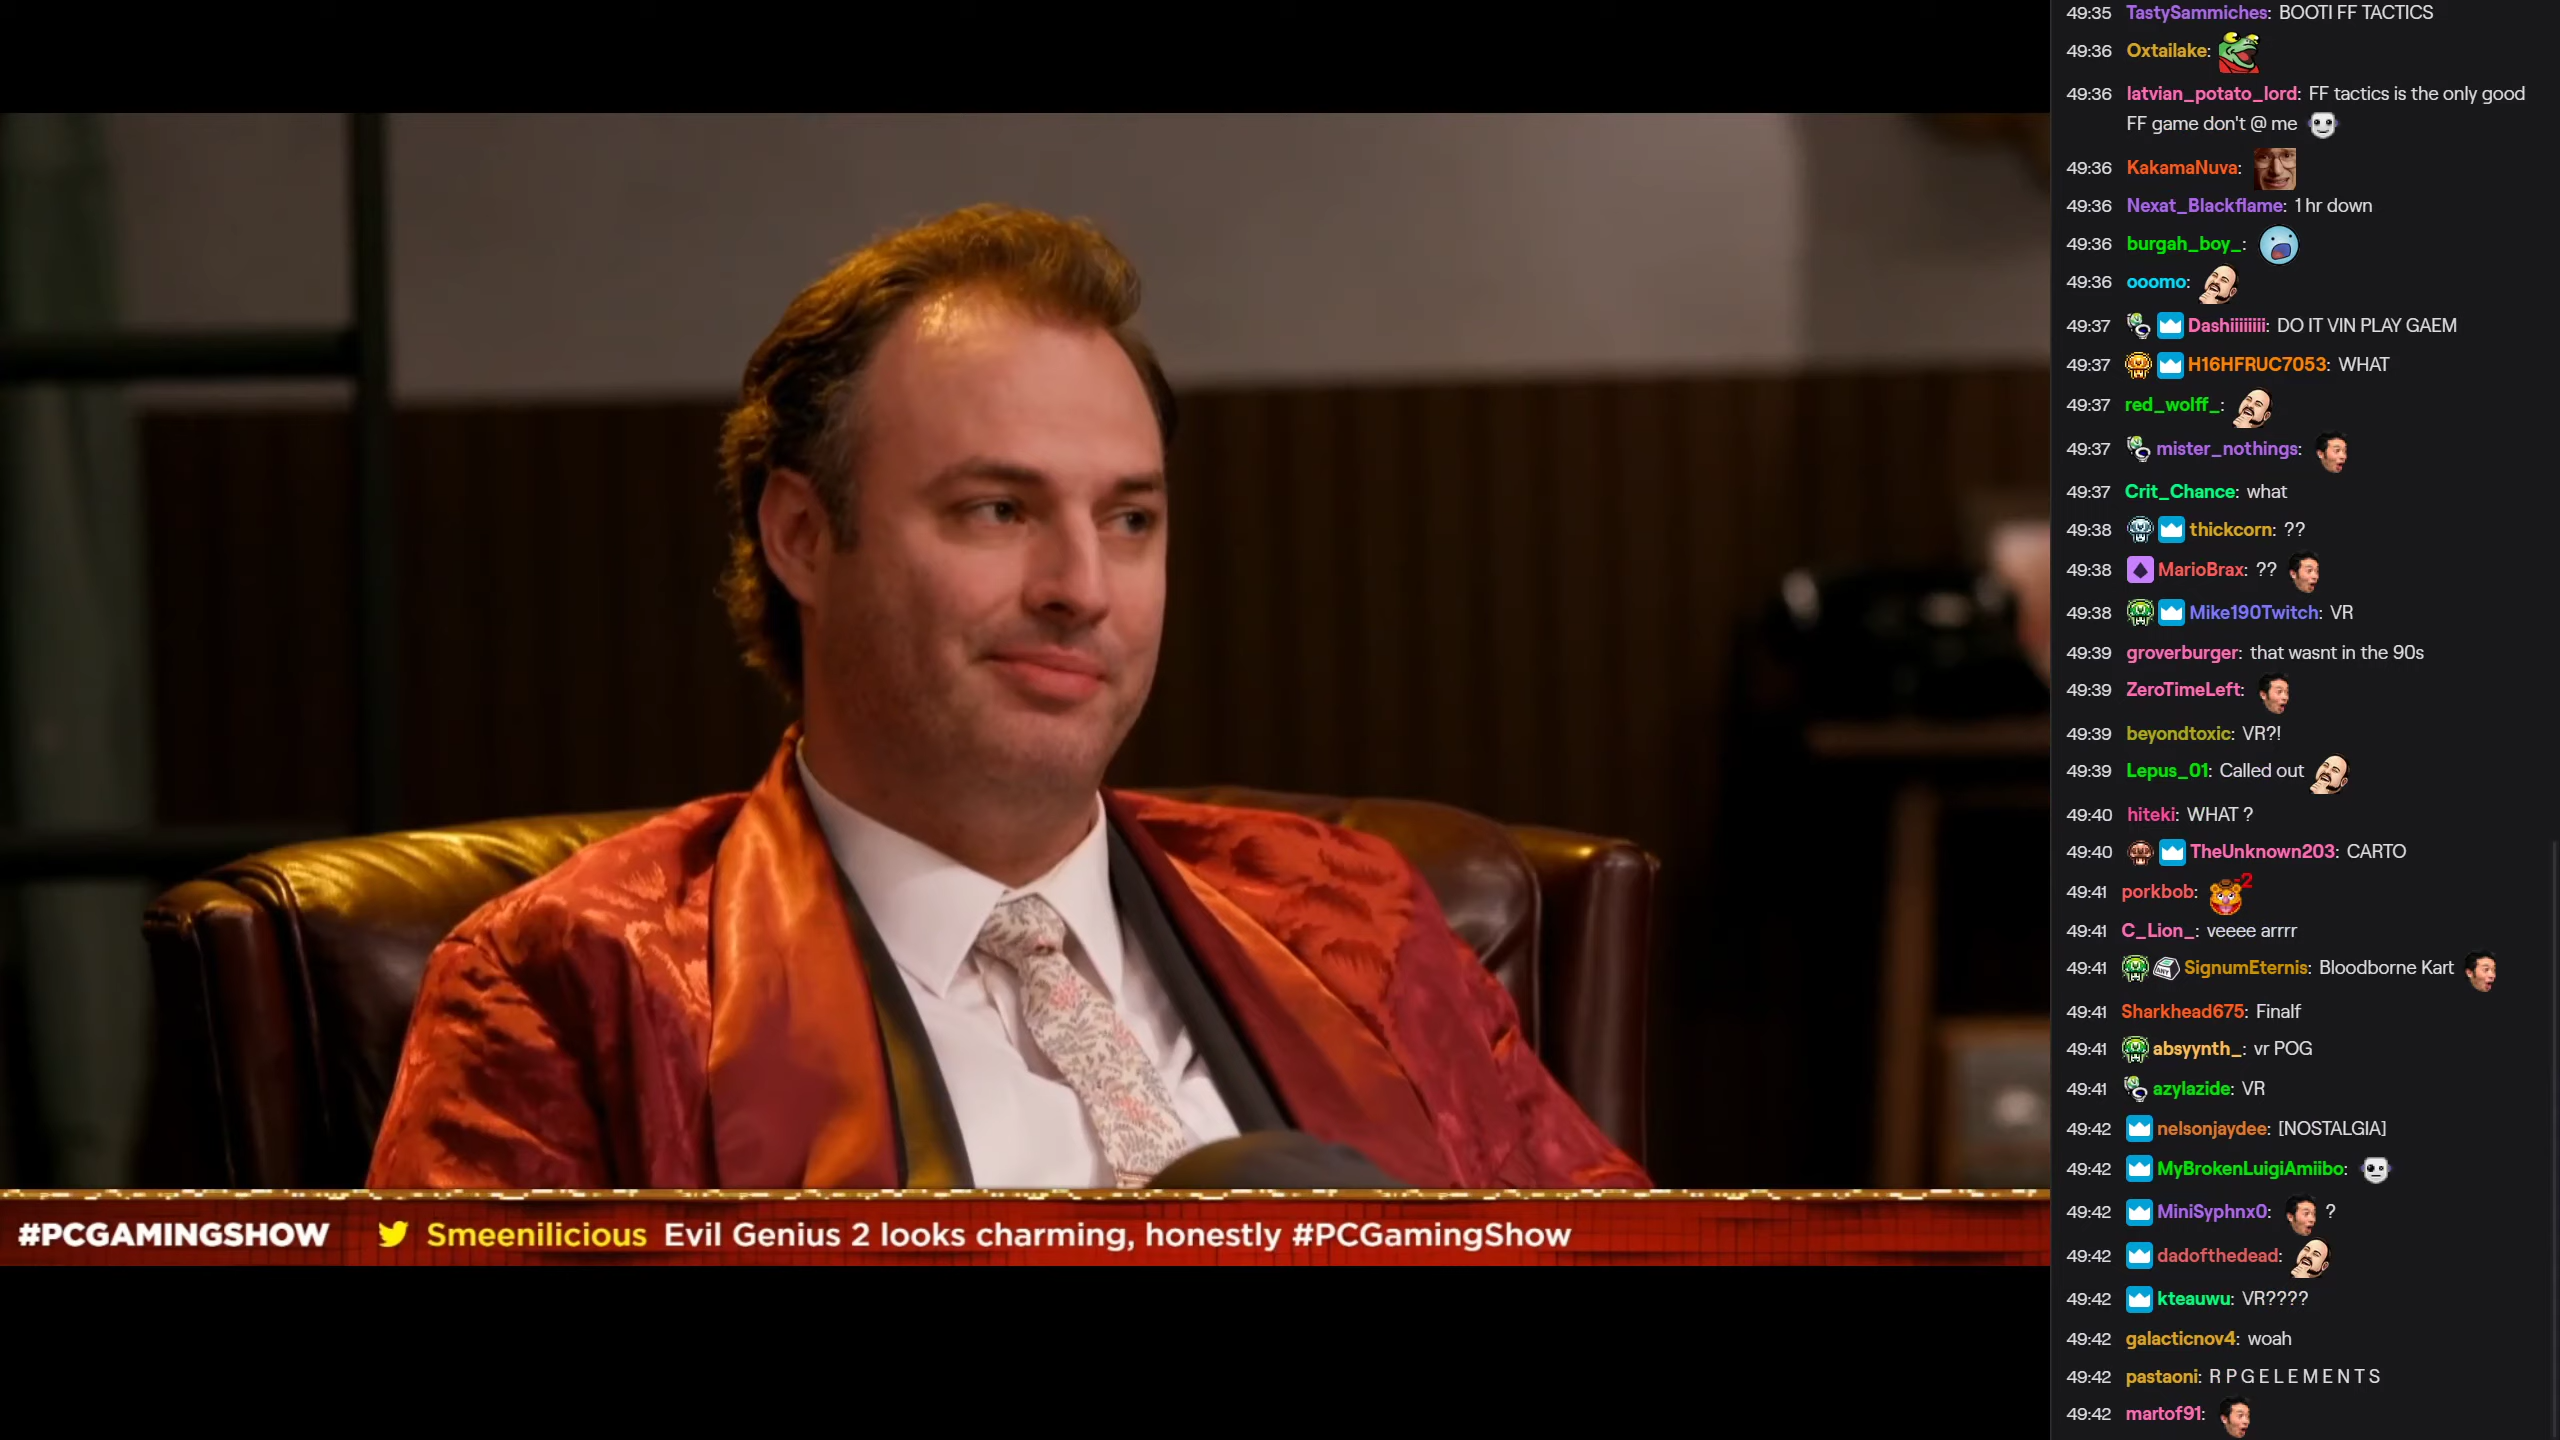 #PCGAMINGSHOW Smeenilicious Evil Genius 2 looks charming, honestly #PCGamingShow
49:35 TastySammiches: BOOTI FF TACTICS
49:36 Oxtailake:
49:36 latvian_potato_lord: FF tactics is the only good
FF game don't @ me
49:36 KakamaNuva:
49:36 Nexat_Blackflame: 1 hr down
49:36 burgah_boy_:
49:36 ooomo:
49:37 Dashiiiiiiiii: DO IT VIN PLAY GAEM
49:37 H16HFRUC7053: WHAT
49:37 red_wolff_:
49:37 mister_nothings:
49:37 Crit_Chance: what
49:38 thickcorn: ??
49:38 MarioBrax: ??
49:38 Mike190Twitch: VR
49:39 groverburger: that wasnt in the 90s
49:39 ZeroTimeLeft:
49:39 beyondtoxic: VR?!
49:39 Lepus_01: Called out
49:40 hiteki: WHAT ?
49:40 TheUnknown203: CARTO
49:41 porkbob: -2
49:41 C_Lion_: veeee arrrr
49:41 SignumEternis: Bloodborne Kart
49:41 Sharkhead675: Finalf
49:41 absyynth_: vr POG
49:41 azylazide: VR
49:42 nelsonjaydee: [NOSTALGIA]
49:42 MyBrokenLuigiAmiibo:
49:42 MiniSyphnx0: ?
49:42 dadofthedead:
49:42 kteauwu: VR????
49:42 galacticnov4: woah
49:42 pastaoni: R P G E L E M E N T S
49:42 martof91: